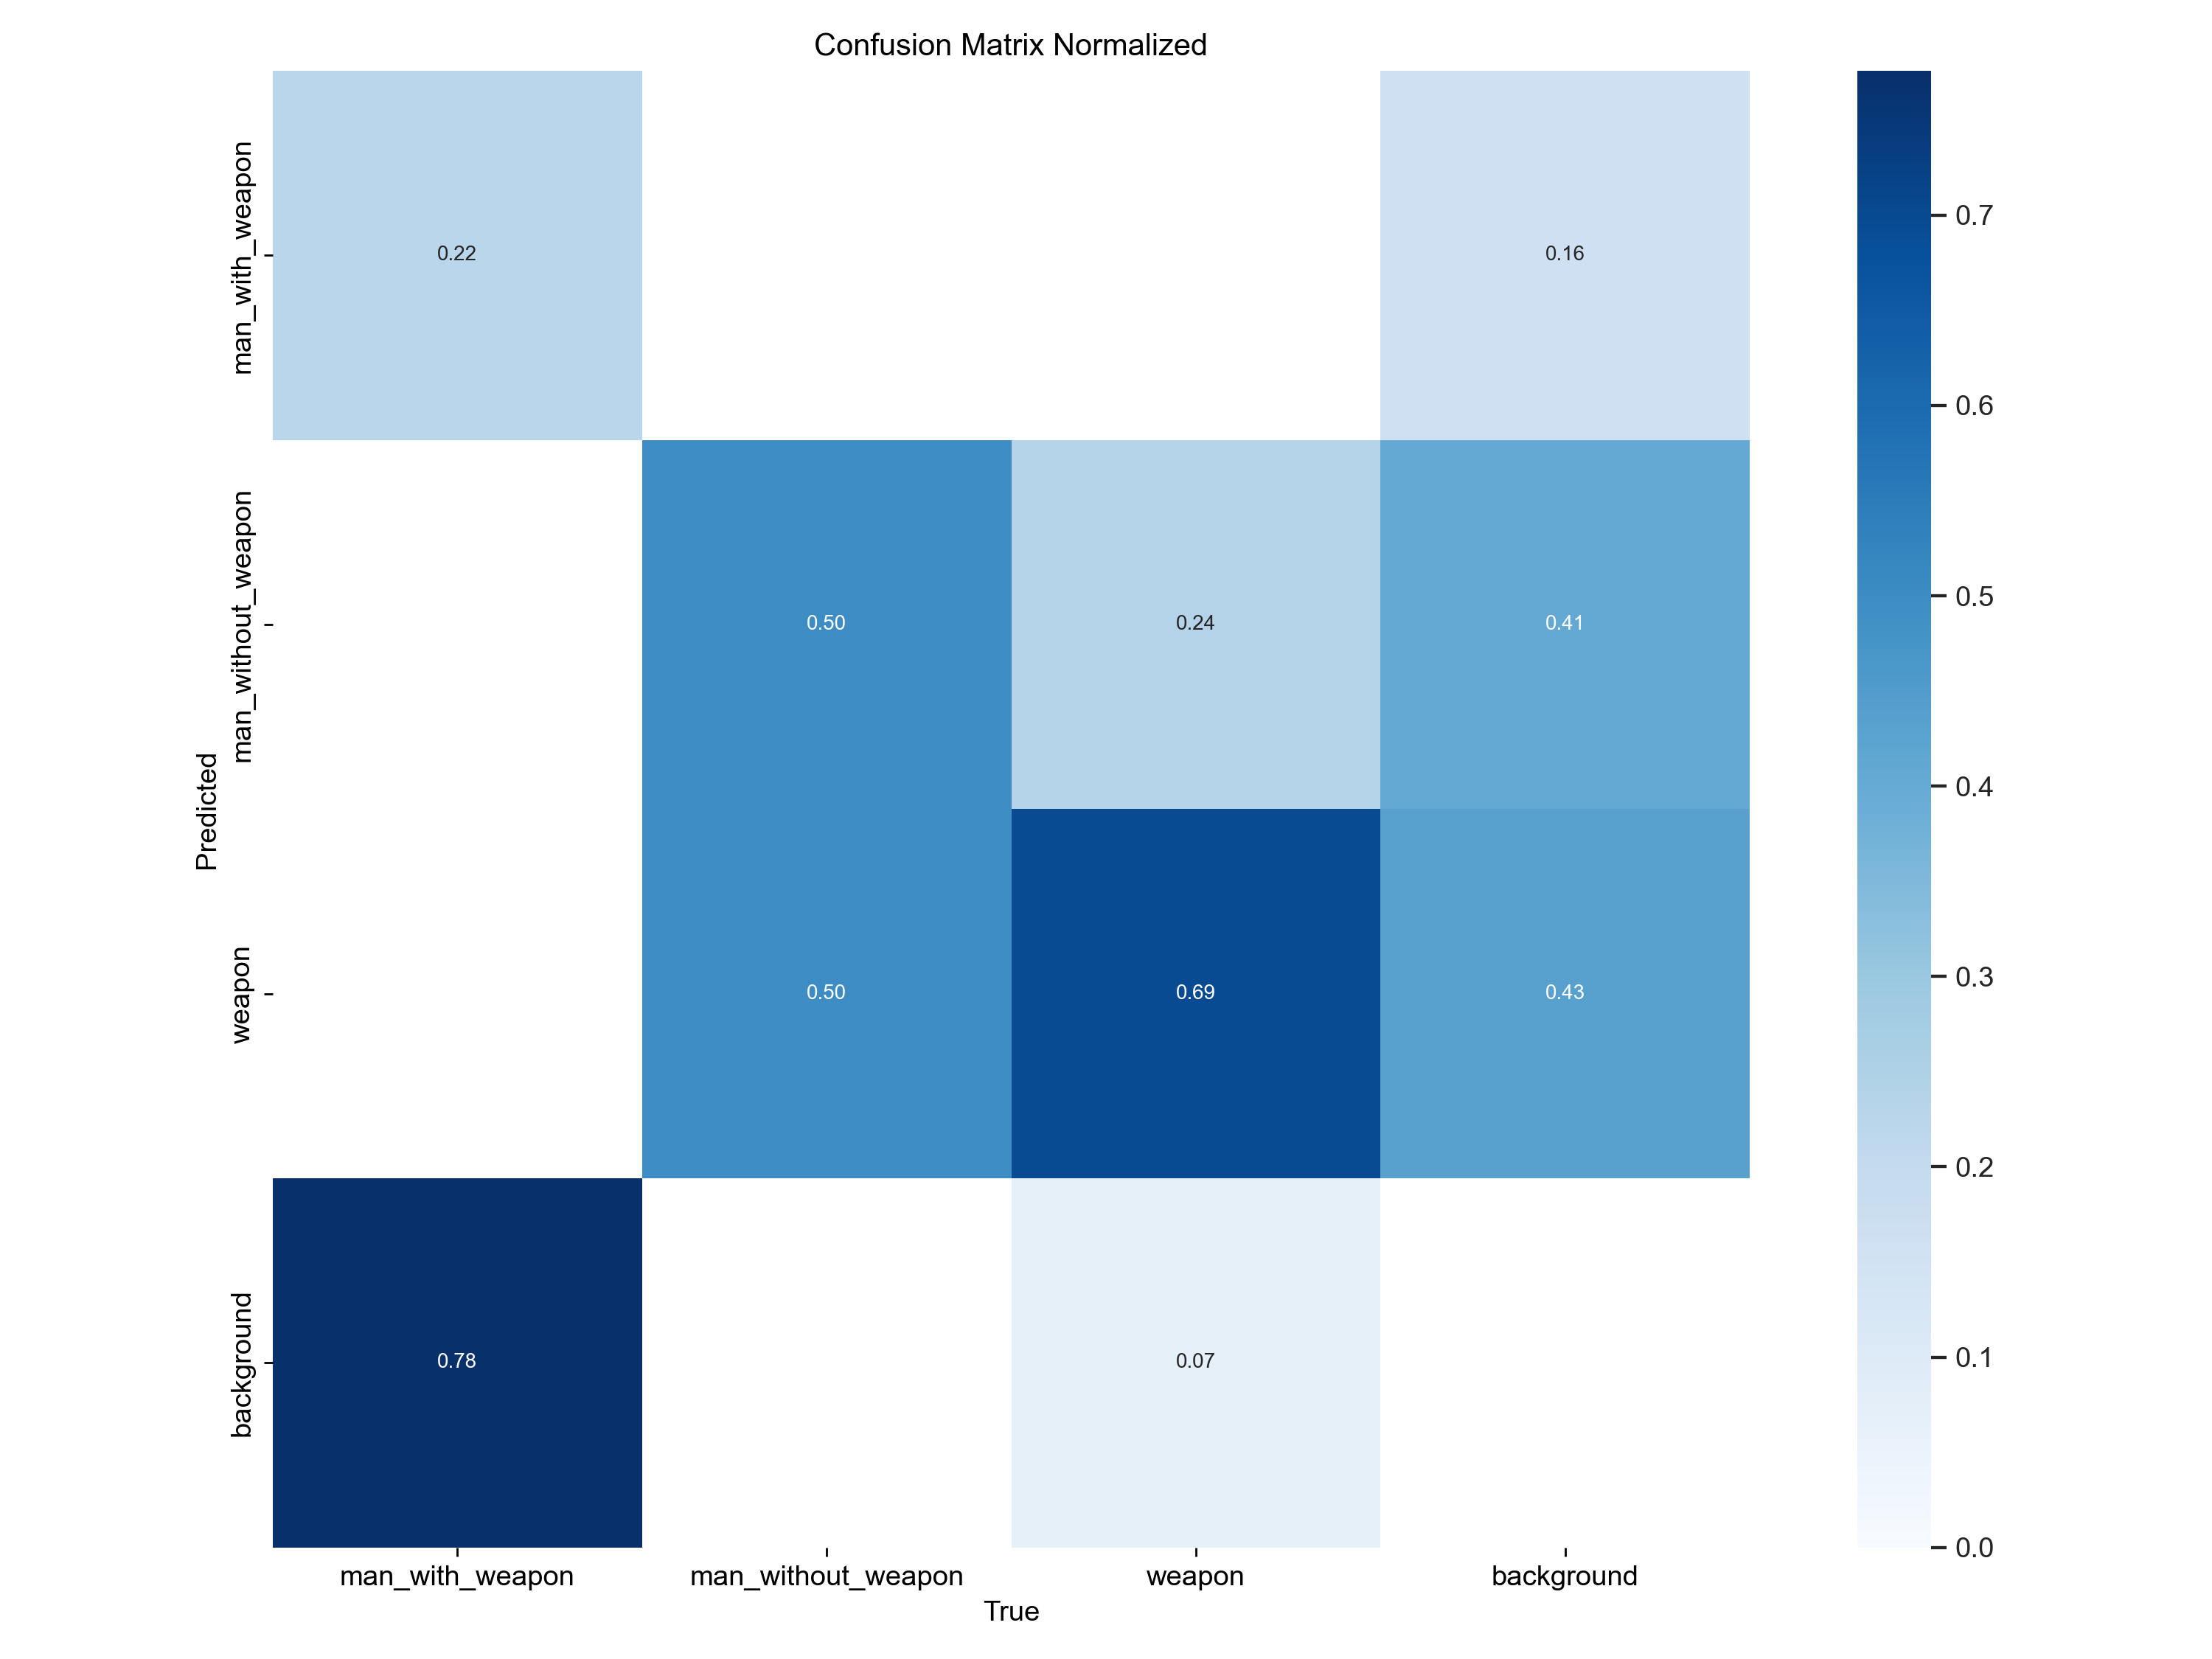 Confusion Matrix Normalized
man_with_weapon
0.22
0.16
0.7
0.6
man_without_weapon
0.50
0.24
0.41
0.5
0.4
Predicted
weapon
0.50
0.69
0.43
0.3
0.2
background
0.78
0.07
0.1
0.0
man_with_weapon
man_without_weapon
weapon
background
True